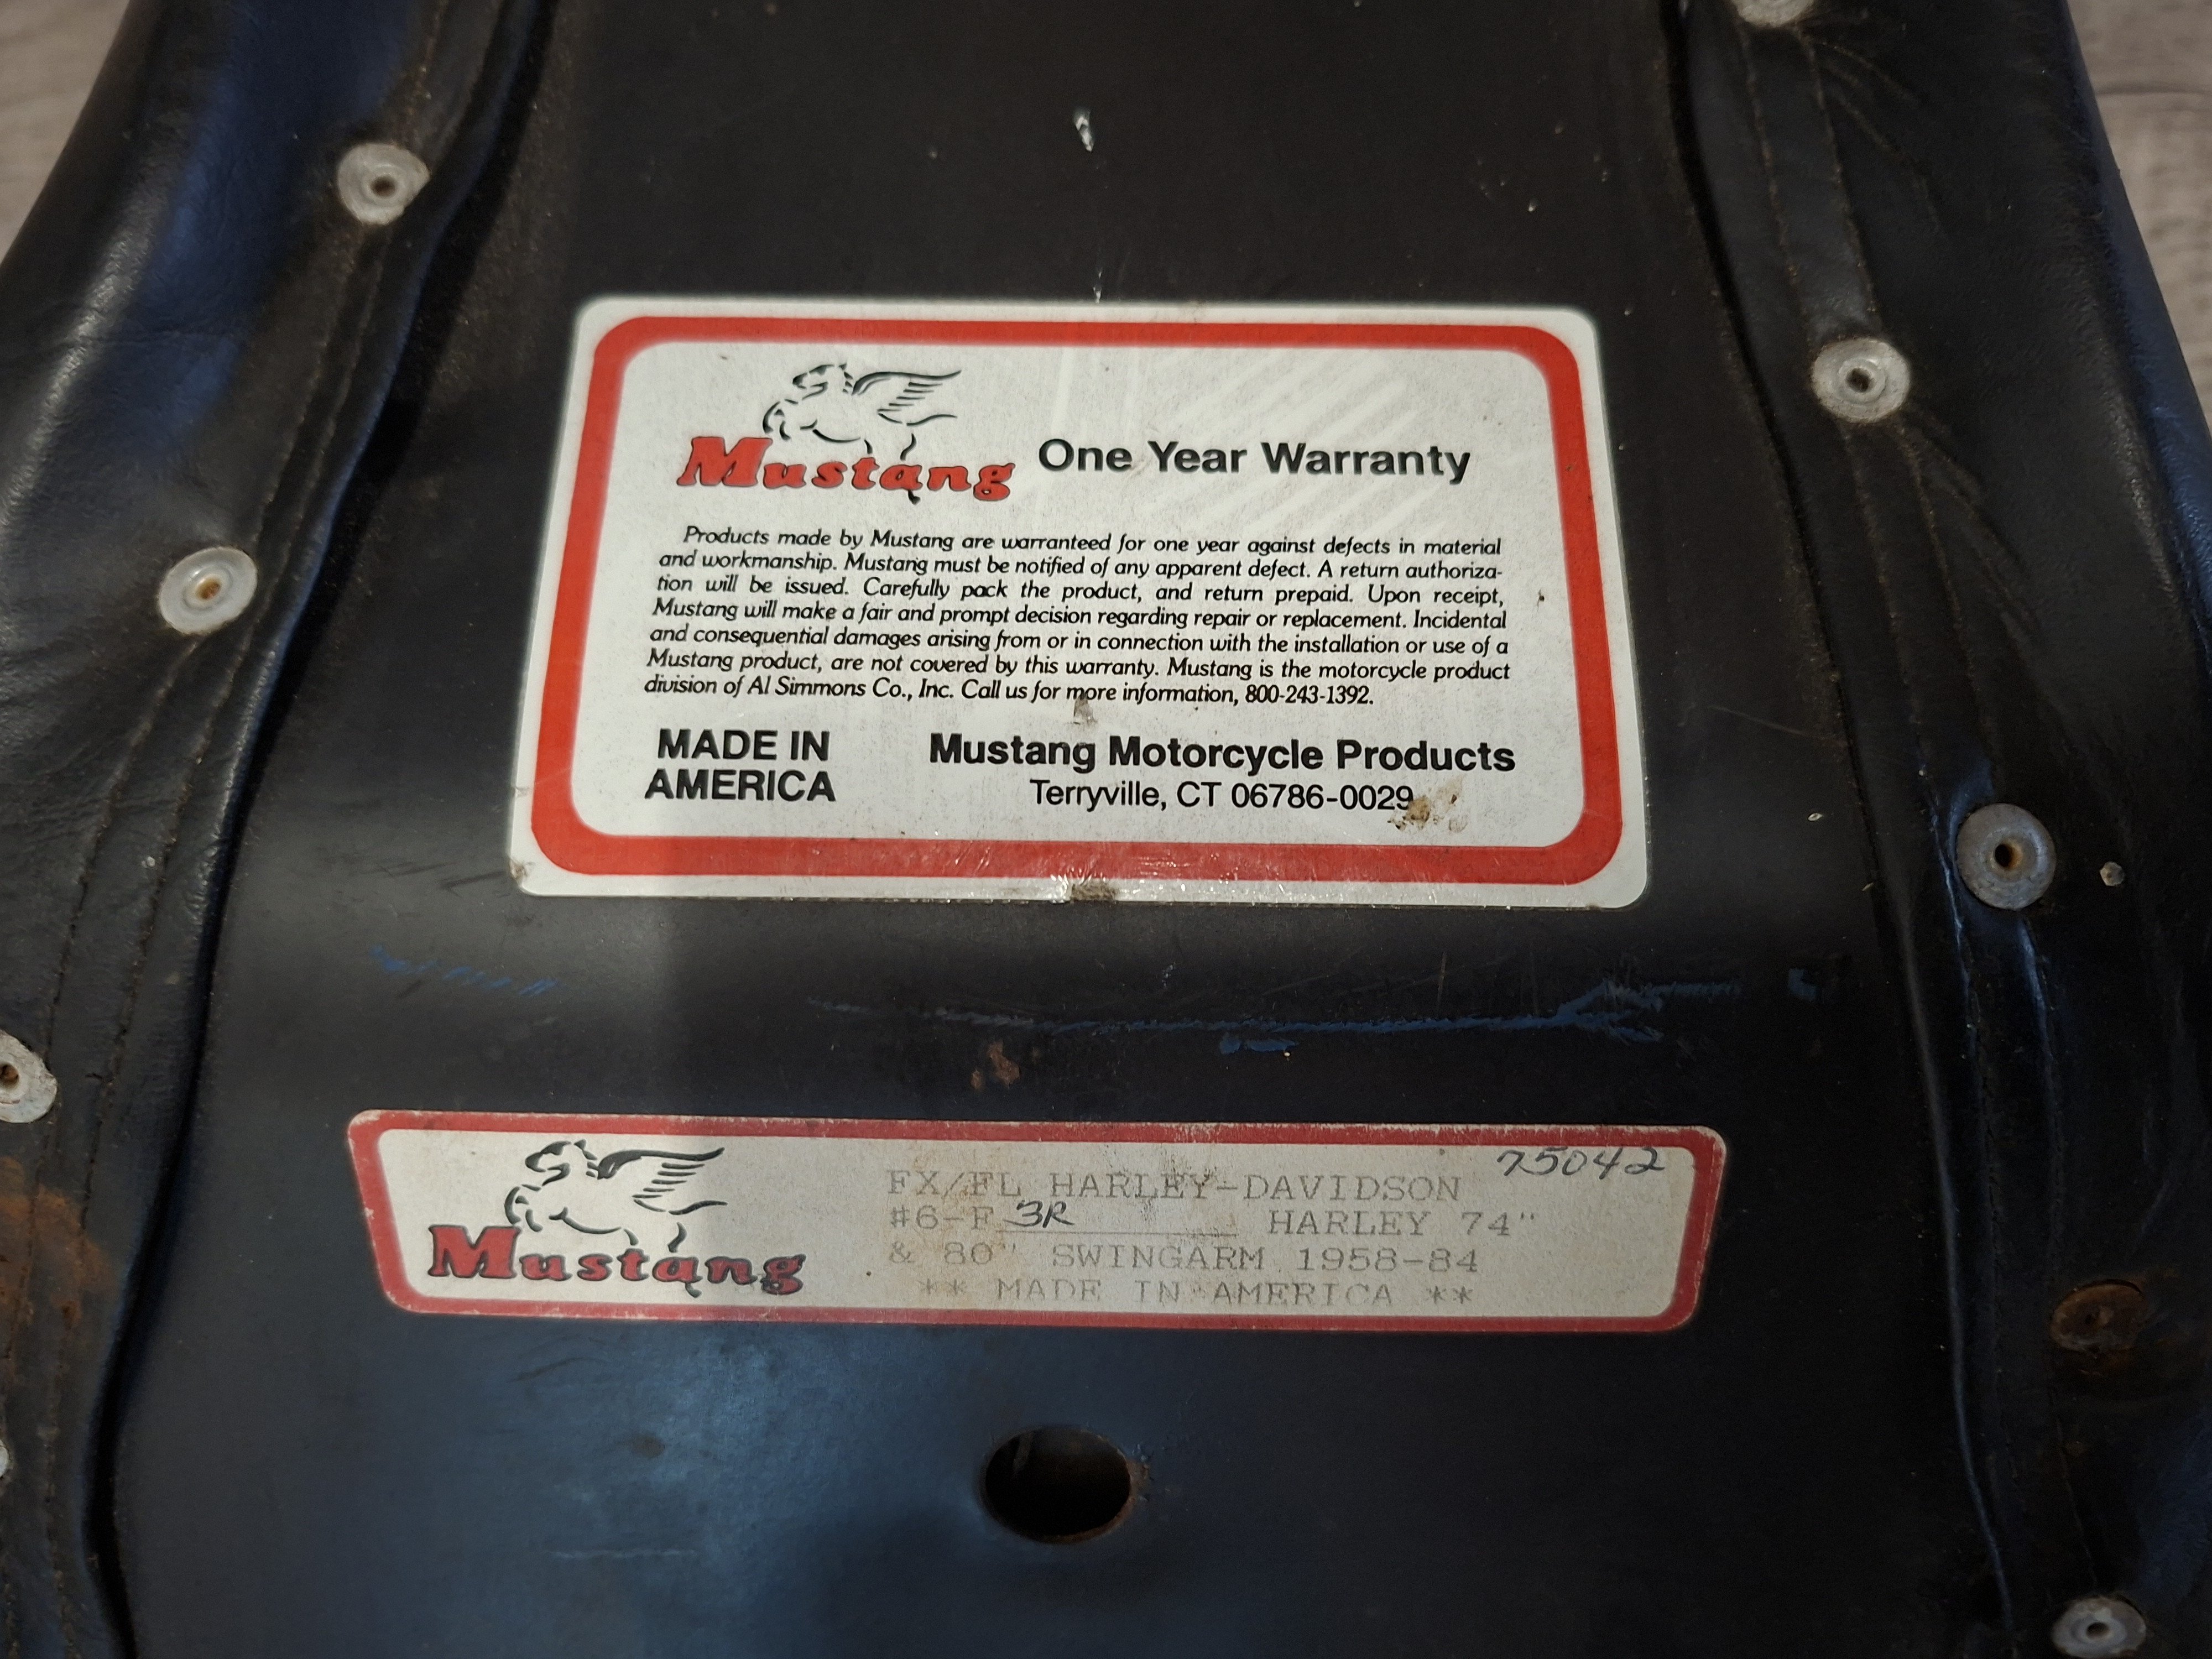 Mustang One Year Warranty
Products made by Mustang are warranteed for one year against defects in material
and workmanship. Mustang must be notified of any apparent defect. A return authoriza-
tion will be issued. Carefully pack the product, and return prepaid. Upon receipt,
Mustang will make a fair and prompt decision regarding repair or replacement. Incidental
and consequential damages arising from or in connection with the installation or use of a
Mustang product, are not covered by this warranty. Mustang is the motorcycle product
division of Al Simmons Co., Inc. Call us for more information, 800-243-1392.
MADE IN
AMERICA
Mustang Motorcycle Products
Terryville, CT 06786-0029
Mustang
75042
FX/FL HARLEY-DAVIDSON
#6-F 3R HARLEY 74"
& 80" SWINGARM 1958-84
** MADE IN AMERICA **